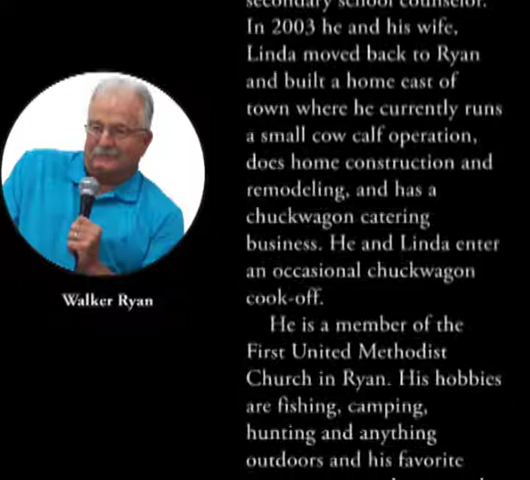 secondary school counselor.
In 2003 he and his wife,
Linda moved back to Ryan
and built a home east of
town where he currently runs
a small cow calf operation,
does home construction and
remodeling, and has a
chuckwagon catering
business. He and Linda enter
an occasional chuckwagon
cook-off.
He is a member of the
First United Methodist
Church in Ryan. His hobbies
are fishing, camping,
hunting and anything
outdoors and his favorite
Walker Ryan